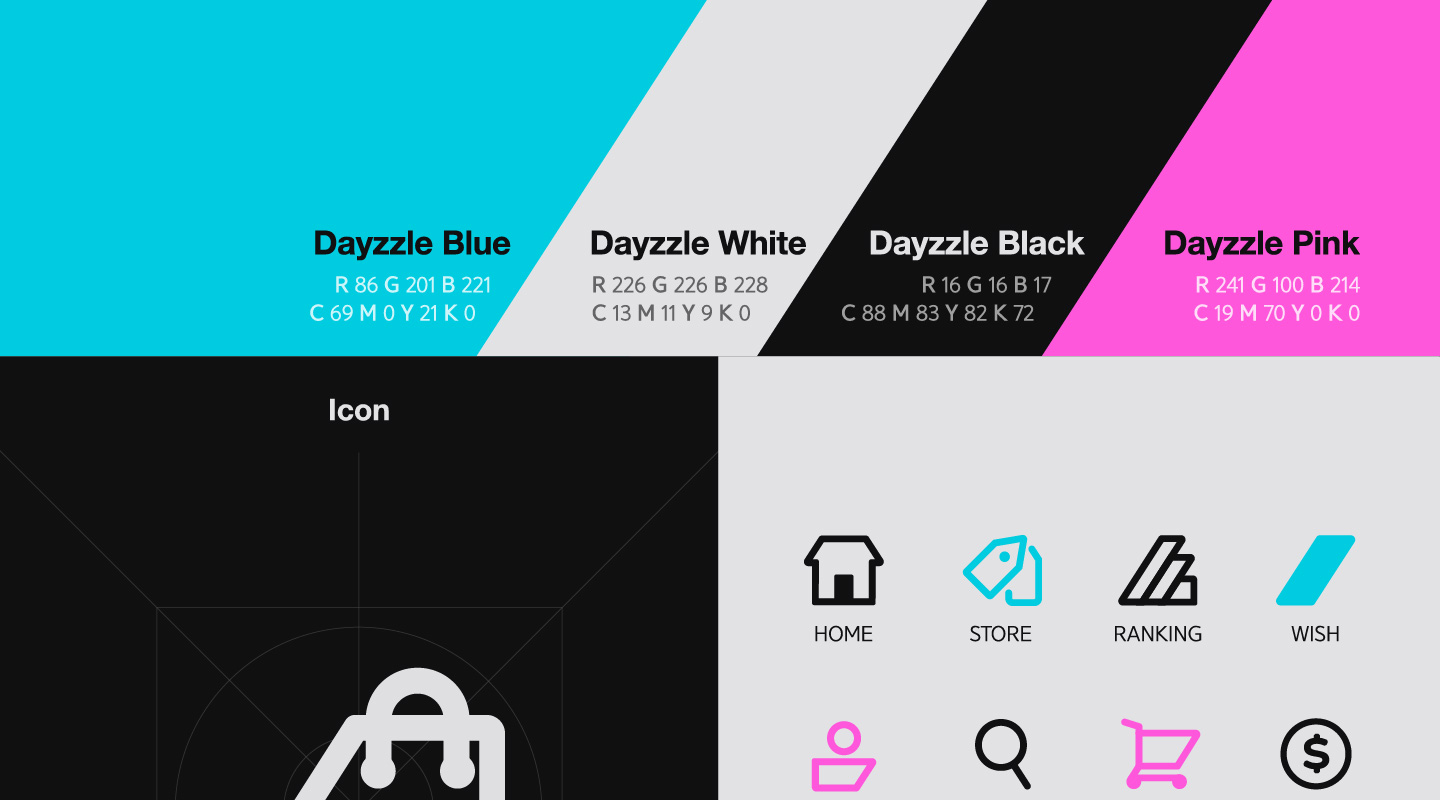 Dayzzle Blue
R 86 G 201 B 221
C 69 M 0 Y 21 K 0
Dayzzle White
R 226 G 226 B 228
C 13 M 11 Y 9 K 0
Dayzzle Black
R 16 G 16 B 17
C 88 M 83 Y 82 K 72
Dayzzle Pink
R 241 G 100 B 214
C 19 M 70 Y 0 K 0
Icon
HOME
STORE
RANKING
WISH
$